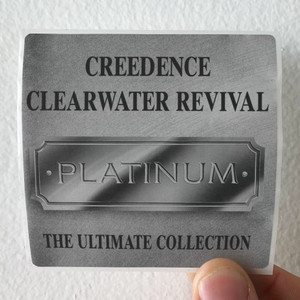 CREEDENCE
CLEARWATER REVIVAL
PLATINUM
THE ULTIMATE COLLECTION